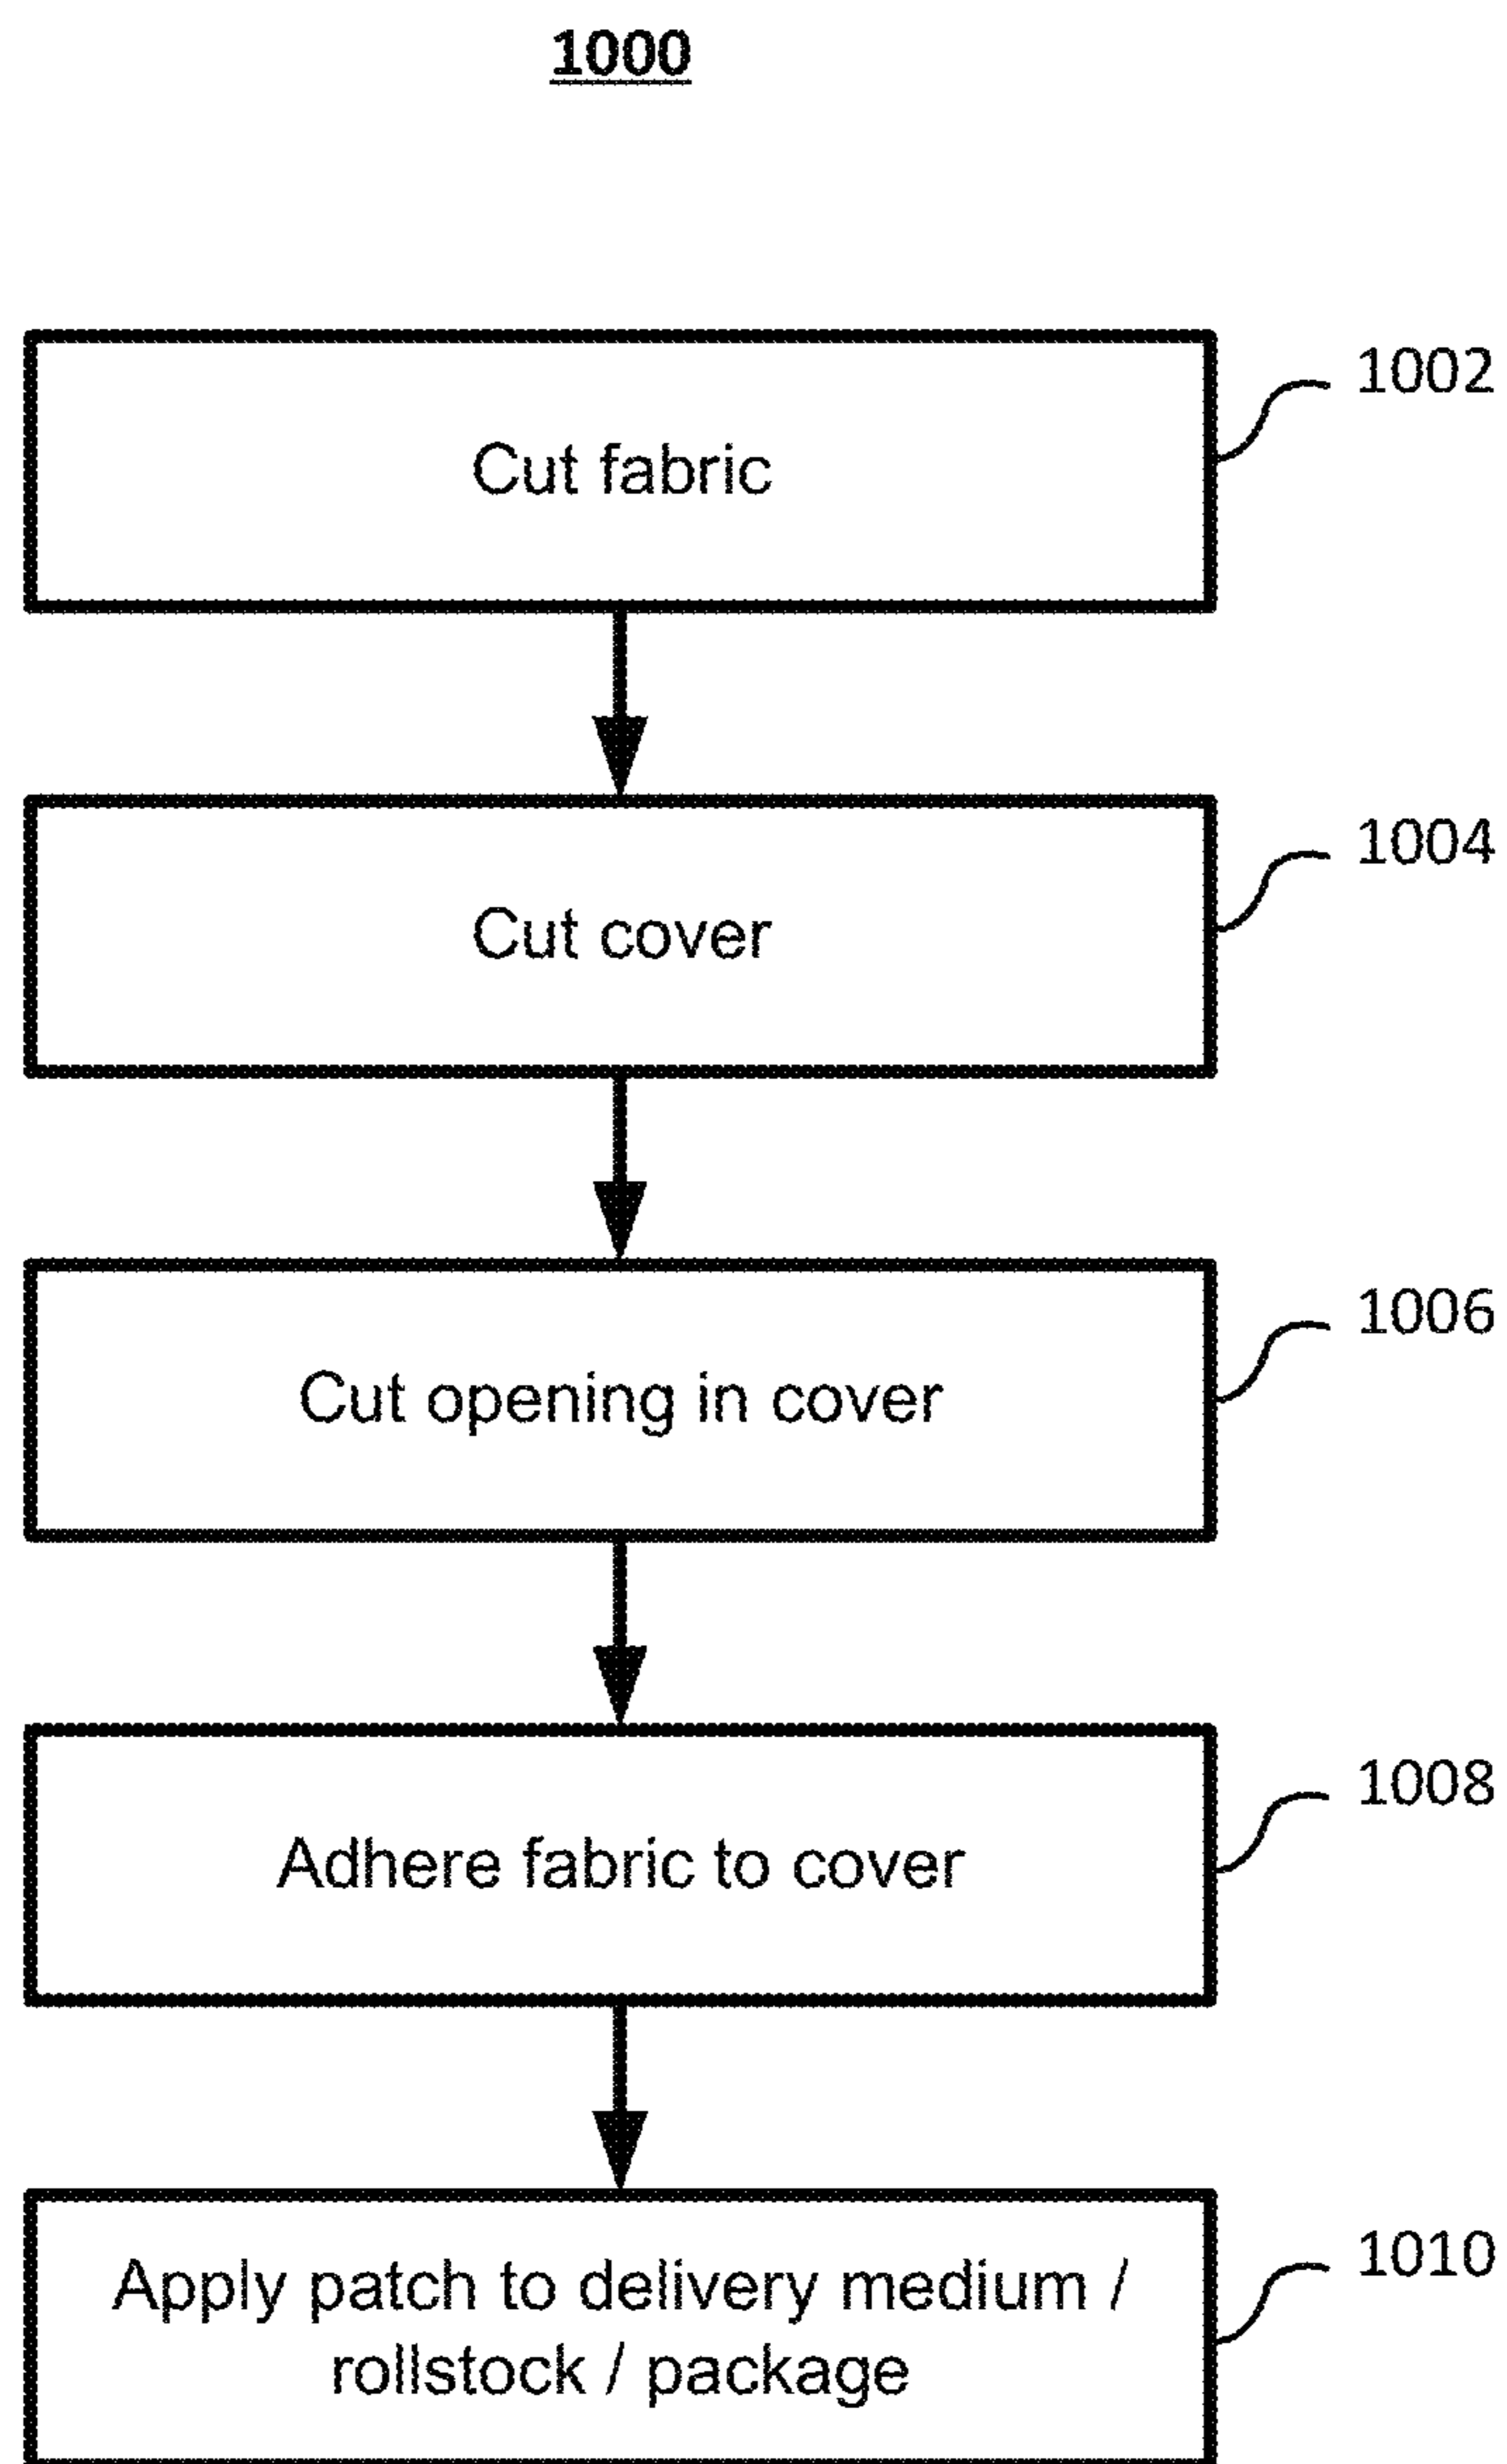 1000
Cut fabric
1002
Cut cover
1004
Cut opening in cover
1006
Adhere fabric to cover
1008
Apply patch to delivery medium /
rollstock / package
1010